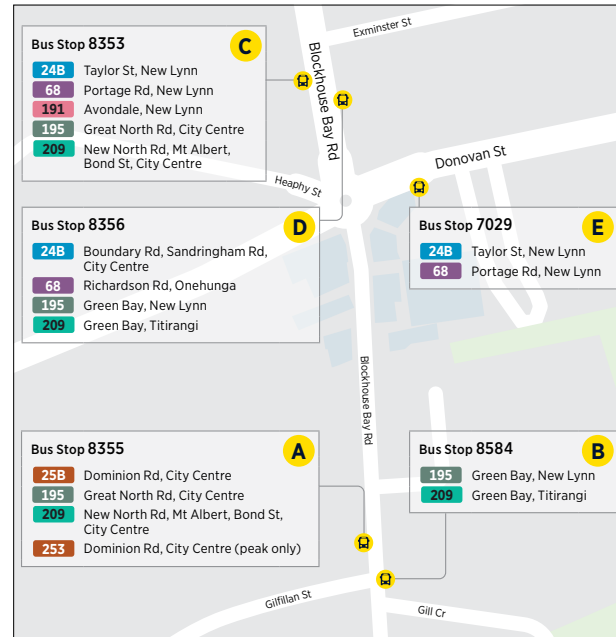 Exminster St
Bus Stop 8353
C
24B Taylor St, New Lynn
68 Portage Rd, New Lynn
191 Avondale, New Lynn
195 Great North Rd, City Centre
209 New North Rd, Mt Albert,
Bond St, City Centre
Blockhouse Bay Rd
Donovan St
Heaphy St
Bus Stop 8356
D
24B Boundary Rd, Sandringham Rd,
City Centre
68 Richardson Rd, Onehunga
195 Green Bay, New Lynn
209 Green Bay, Titirangi
Bus Stop 7029
E
24B Taylor St, New Lynn
68 Portage Rd, New Lynn
Blockhouse Bay Rd
Bus Stop 8355
A
25B Dominion Rd, City Centre
195 Great North Rd, City Centre
209 New North Rd, Mt Albert, Bond St,
City Centre
253 Dominion Rd, City Centre (peak only)
Bus Stop 8584
B
195 Green Bay, New Lynn
209 Green Bay, Titirangi
Gilfillan St
Gill Cr